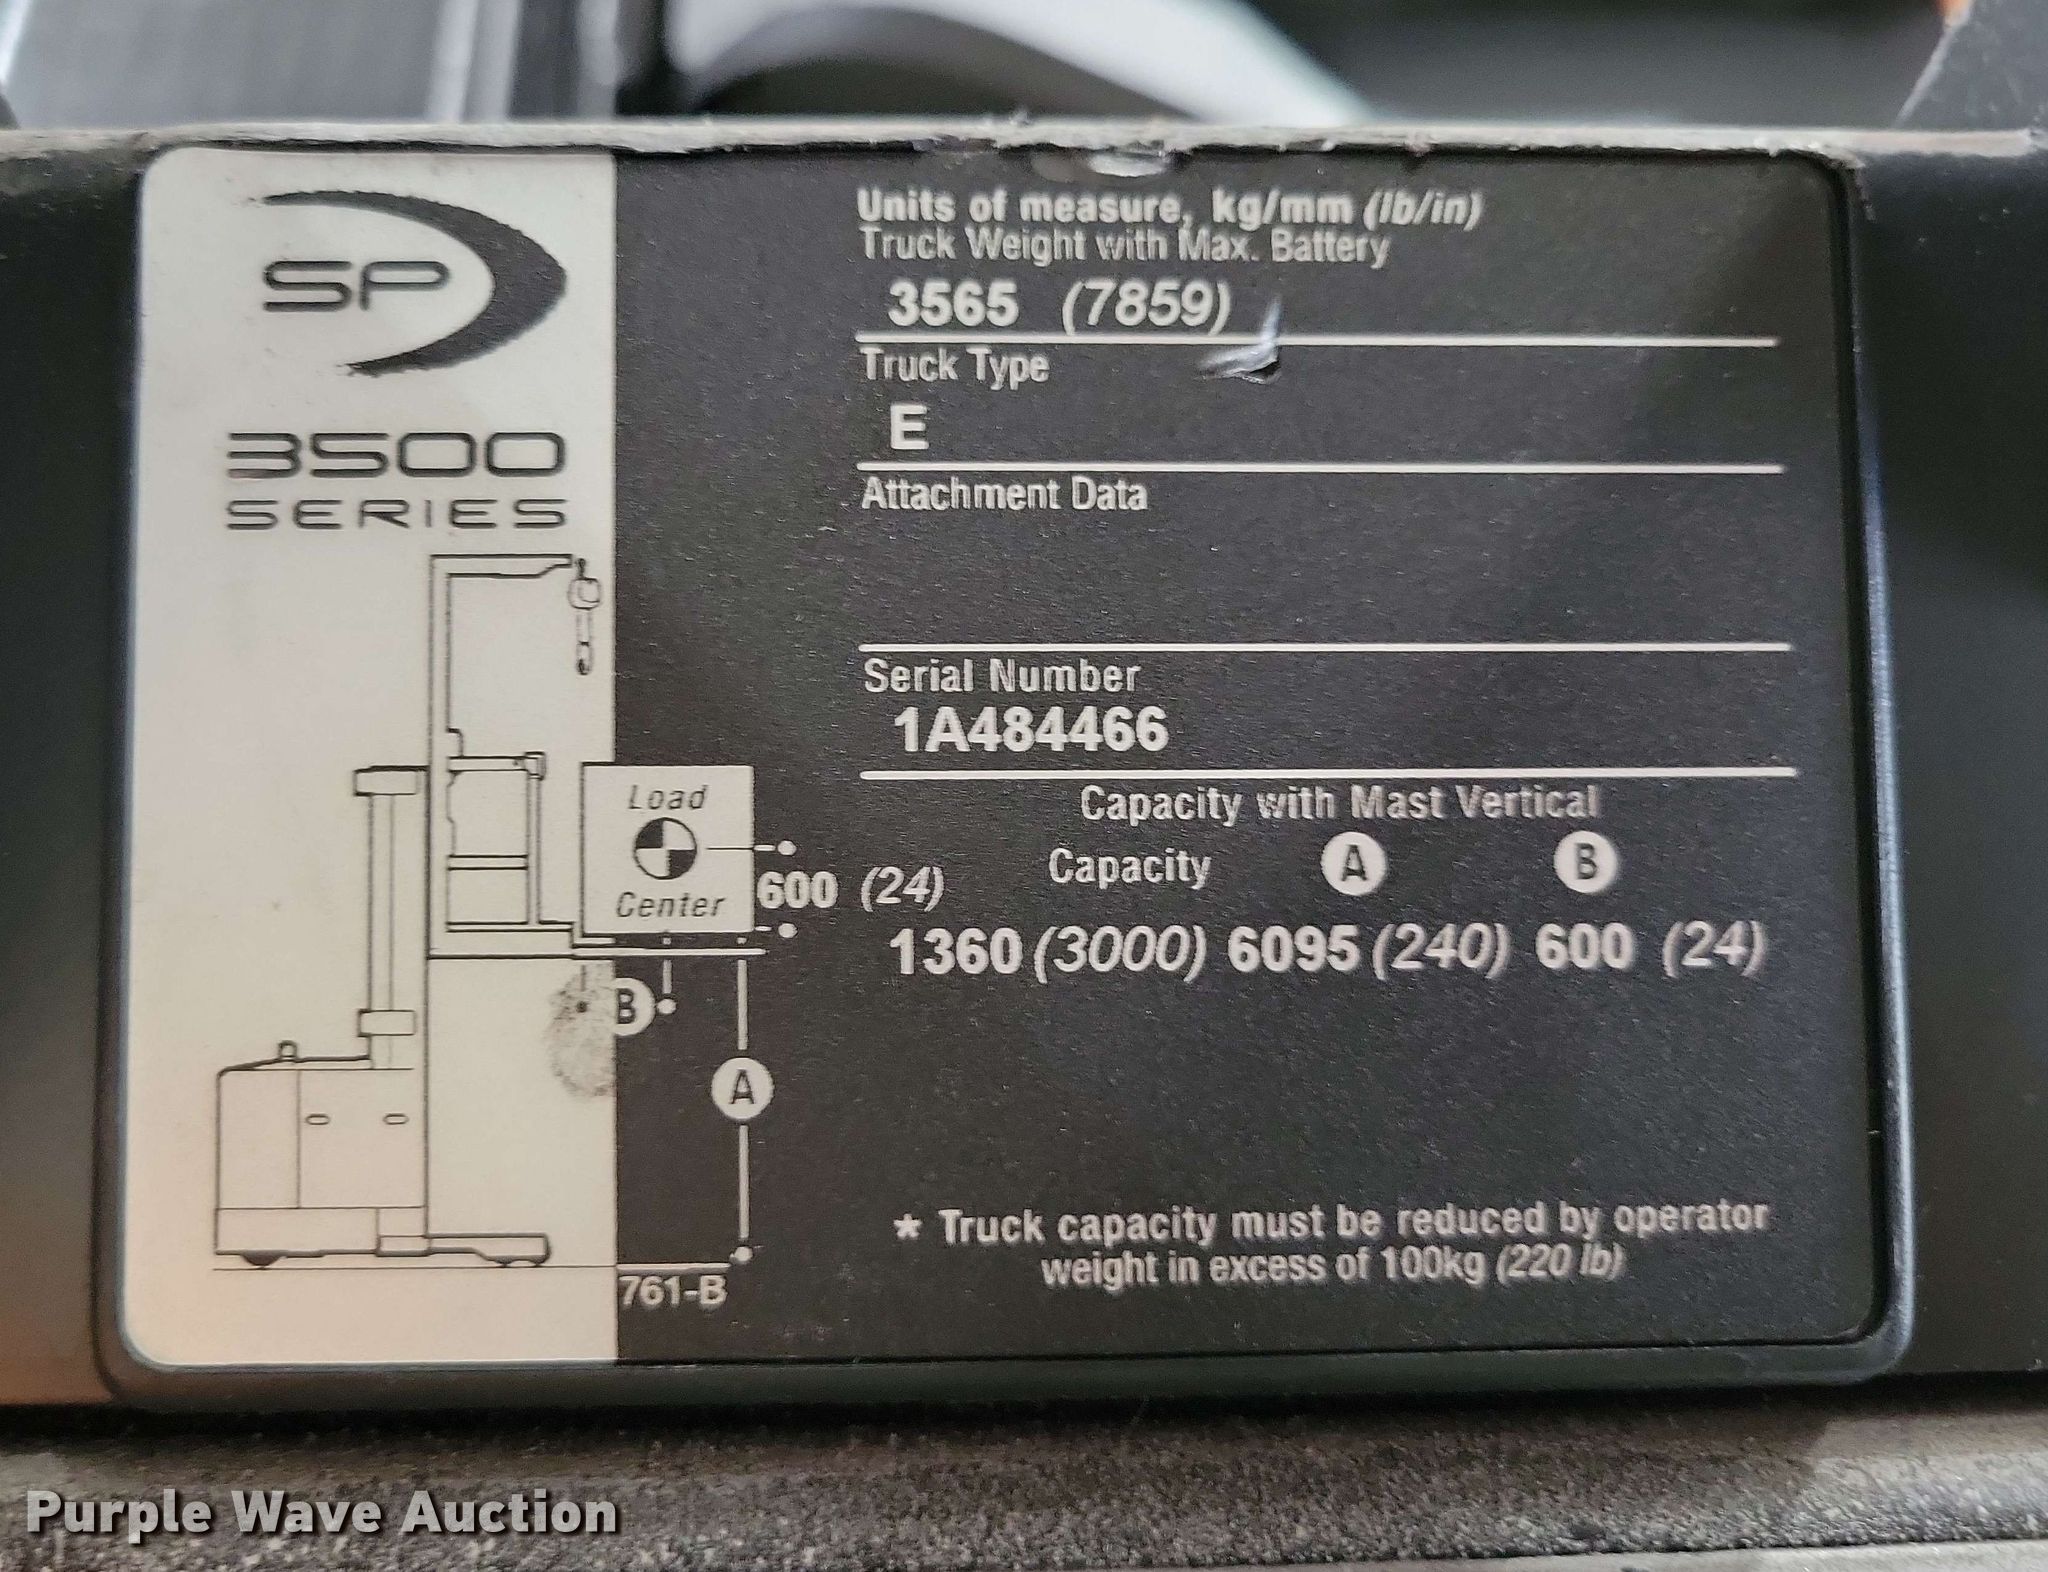 SP
3500
SERIES
Units of measure, kg/mm (lb/in)
Truck Weight with Max. Battery
3565 (7859)
Truck Type
E
Attachment Data
Serial Number
1A484466
Capacity with Mast Vertical
Capacity A B
1360 (3000) 6095 (240) 600 (24)
Load
Center
600 (24)
B
A
761-B
* Truck capacity must be reduced by operator
weight in excess of 100kg (220 lb)
Purple Wave Auction